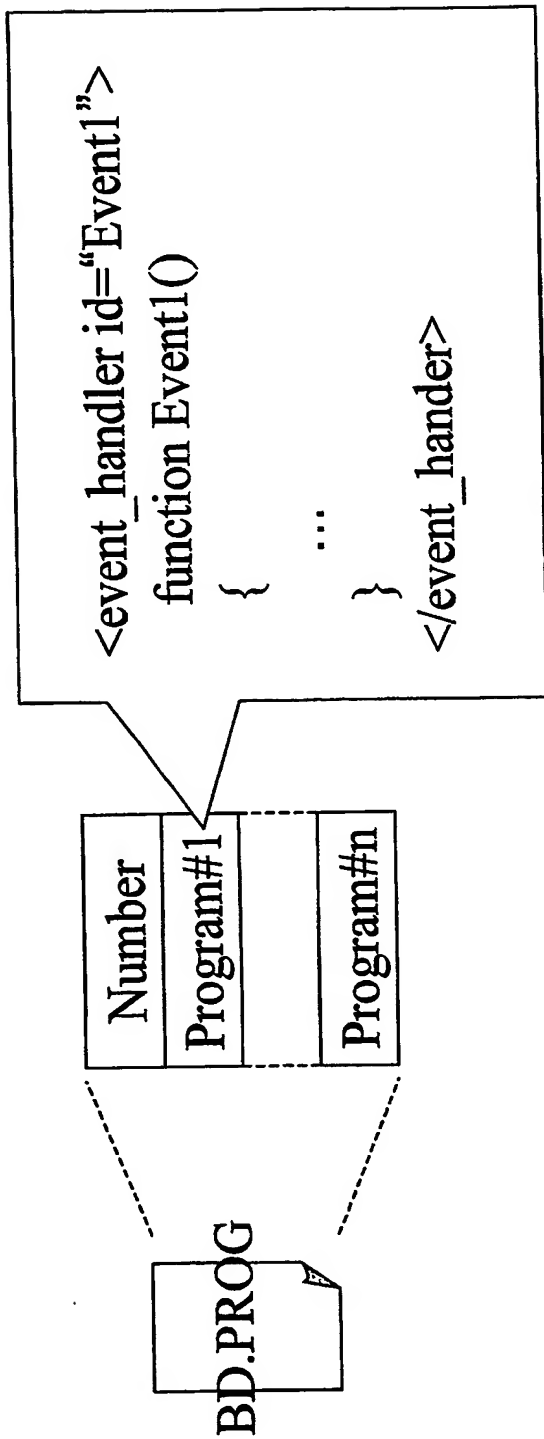 BD.PROG
Number
Program#1
Program#n
<event_handler id=“Event1”>
function Event1()
{
...
}
</event_hander>